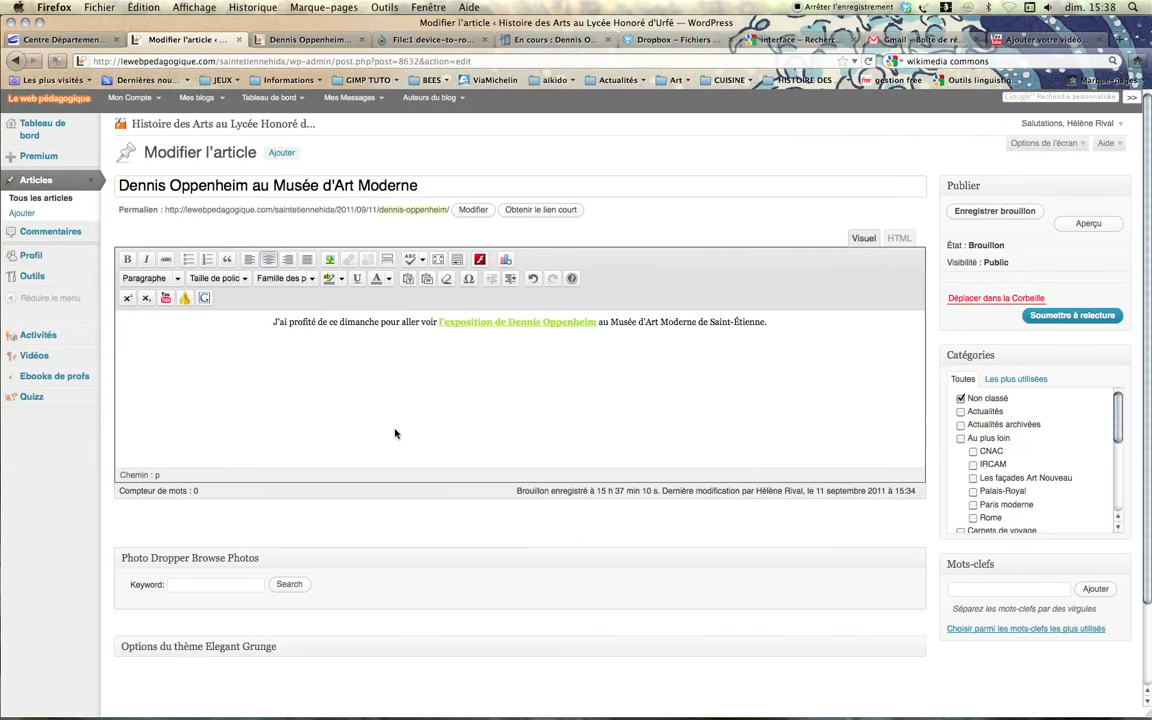 Firefox Fichier Édition Affichage Historique Marque-pages Outils Fenêtre Aide Arrêter l'enregistrement dim. 15:38
Modifier l'article ‹ Histoire des Arts au Lycée Honoré d'Urfé — WordPress
Centre Départemen... Modifier l'article ‹ ... Dennis Oppenheim... File:1 device-to-ro... En cours : Dennis O... Dropbox – Fichiers ... interface – Recherc... Gmail – Boîte de ré... Ajouter votre vidéo...
http://lewebpedagogique.com/saintetiennehida/wp-admin/post.php?post=8632&action=edit wikimedia commons
Les plus visités Dernières nou... JEUX Informations GIMP TUTO BEES ViaMichelin aikido Actualités Art CUISINE HISTOIRE DES gestion free Outils linguistiq... Marque-pages
Le web pédagogique Mon Compte Mes blogs Tableau de bord Mes Messages Auteurs du blog Google Recherche personnalisée >>
Histoire des Arts au Lycée Honoré d... Salutations, Hélène Rival
Options de l'écran Aide
Modifier l'article Ajouter
Tableau de
bord
Premium
Articles
Tous les articles
Ajouter
Commentaires
Profil
Outils
Réduire le menu
Activités
Vidéos
Ebooks de profs
Quizz
Dennis Oppenheim au Musée d'Art Moderne
Permalien : http://lewebpedagogique.com/saintetiennehida/2011/09/11/dennis-oppenheim/ Modifier Obtenir le lien court
Visuel HTML
B I ABC
Paragraphe Taille de polic Famille des p U A Ω
J'ai profité de ce dimanche pour aller voir l'exposition de Dennis Oppenheim au Musée d'Art Moderne de Saint-Étienne.
Chemin : p
Compteur de mots : 0 Brouillon enregistré à 15 h 37 min 10 s. Dernière modification par Hélène Rival, le 11 septembre 2011 à 15:34
Photo Dropper Browse Photos
Keyword: Search
Options du thème Elegant Grunge
Publier
Enregistrer brouillon
Aperçu
État : Brouillon
Visibilité : Public
Déplacer dans la Corbeille
Soumettre à relecture
Catégories
Toutes Les plus utilisées
Non classé
Actualités
Actualités archivées
Au plus loin
CNAC
IRCAM
Les façades Art Nouveau
Palais-Royal
Paris moderne
Rome
Carnets de voyage
Mots-clefs
Ajouter
Séparez les mots-clefs par des virgules
Choisir parmi les mots-clefs les plus utilisés